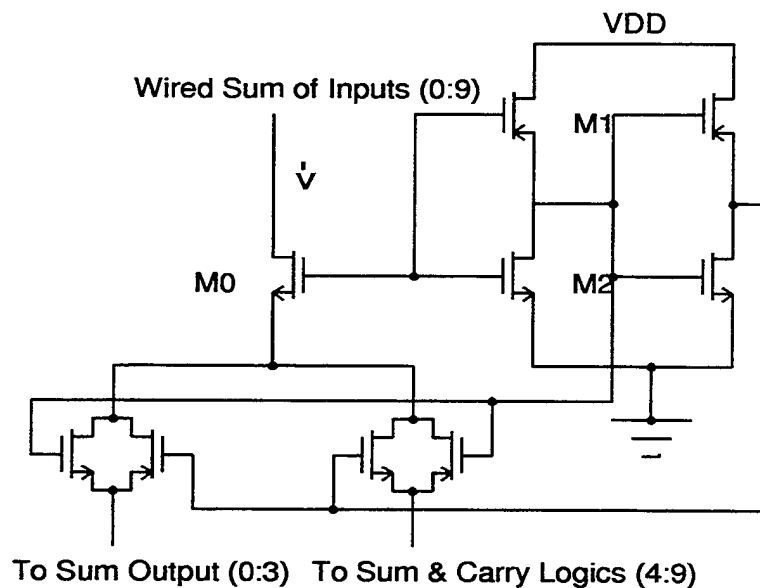 VDD
Wired Sum of Inputs (0:9)
M1
V
M0
M2
To Sum Output (0:3)
To Sum & Carry Logics (4:9)